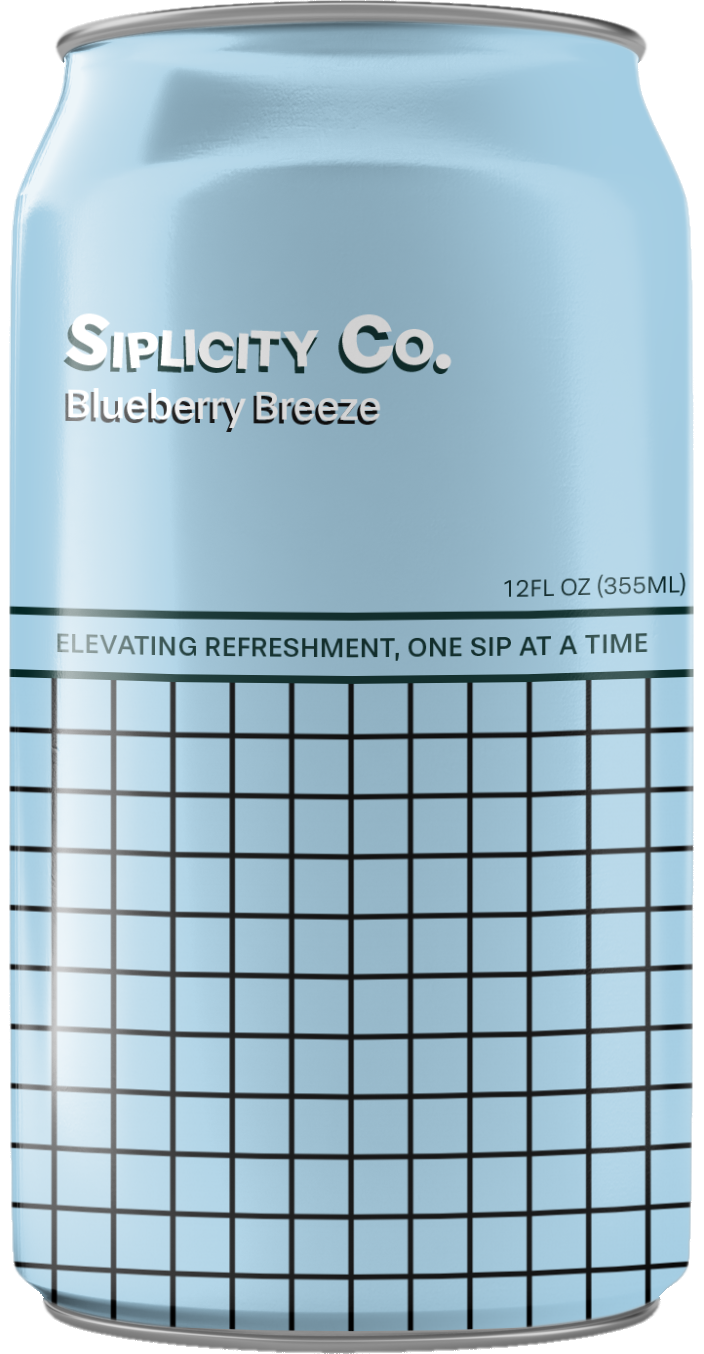 SIPLICITY CO.
Blueberry Breeze
12FL OZ (355ML)
ELEVATING REFRESHMENT, ONE SIP AT A TIME